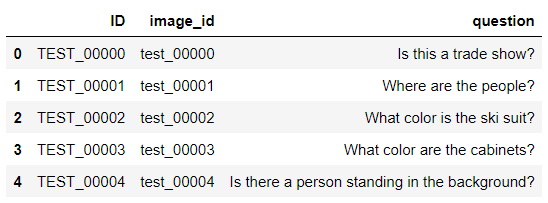 ID image_id question
0 TEST_00000 test_00000 Is this a trade show?
1 TEST_00001 test_00001 Where are the people?
2 TEST_00002 test_00002 What color is the ski suit?
3 TEST_00003 test_00003 What color are the cabinets?
4 TEST_00004 test_00004 Is there a person standing in the background?